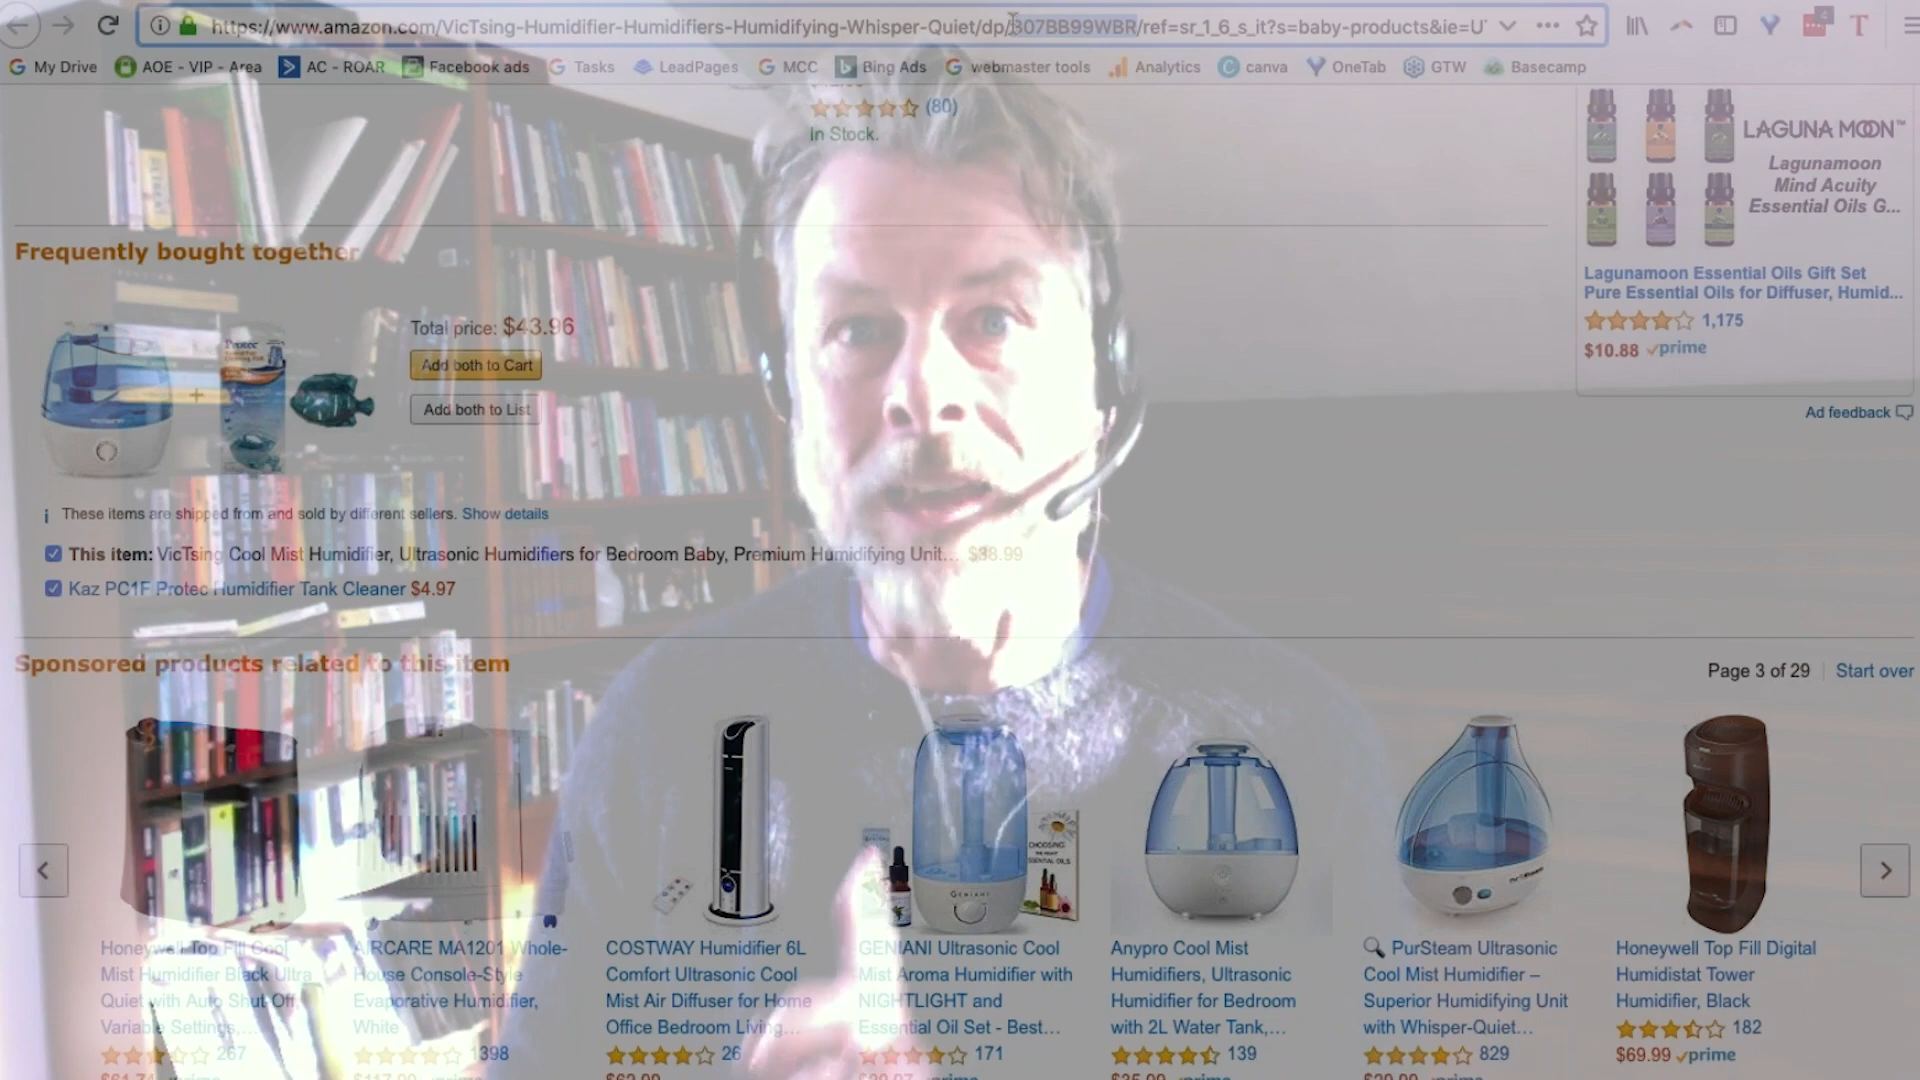 https://www.amazon.com/VicTsing-Humidifier-Humidifiers-Humidifying-Whisper-Quiet/dp/B07BB99WBR/ref=sr_1_6_s_it?s=baby-products&ie=U
My Drive AOE - VIP - Area AC - ROAR Facebook ads Tasks LeadPages MCC Bing Ads webmaster tools Analytics canva OneTab GTW Basecamp
(80)
In Stock.
LAGUNA MOON™
Lagunamoon
Mind Acuity
Essential Oils G...
Lagunamoon Essential Oils Gift Set
Pure Essential Oils for Diffuser, Humid...
1,175
$10.88 prime
Ad feedback
Frequently bought together
Total price: $43.96
Add both to Cart
Add both to List
These items are shipped from and sold by different sellers. Show details
This item: VicTsing Cool Mist Humidifier, Ultrasonic Humidifiers for Bedroom Baby, Premium Humidifying Unit... $38.99
Kaz PC1F Protec Humidifier Tank Cleaner $4.97
Sponsored products related to this item
Page 3 of 29 Start over
Honeywell Top Fill Cool
Mist Humidifier Black Ultra
Quiet with Auto Shut-Off,
Variable Settings,...
267
AIRCARE MA1201 Whole-
House Console-Style
Evaporative Humidifier,
White
1398
COSTWAY Humidifier 6L
Comfort Ultrasonic Cool
Mist Air Diffuser for Home
Office Bedroom Living...
26
GENIANI Ultrasonic Cool
Mist Aroma Humidifier with
NIGHTLIGHT and
Essential Oil Set - Best...
171
Anypro Cool Mist
Humidifiers, Ultrasonic
Humidifier for Bedroom
with 2L Water Tank,...
139
PurSteam Ultrasonic
Cool Mist Humidifier –
Superior Humidifying Unit
with Whisper-Quiet...
829
Honeywell Top Fill Digital
Humidistat Tower
Humidifier, Black
182
$69.99 prime